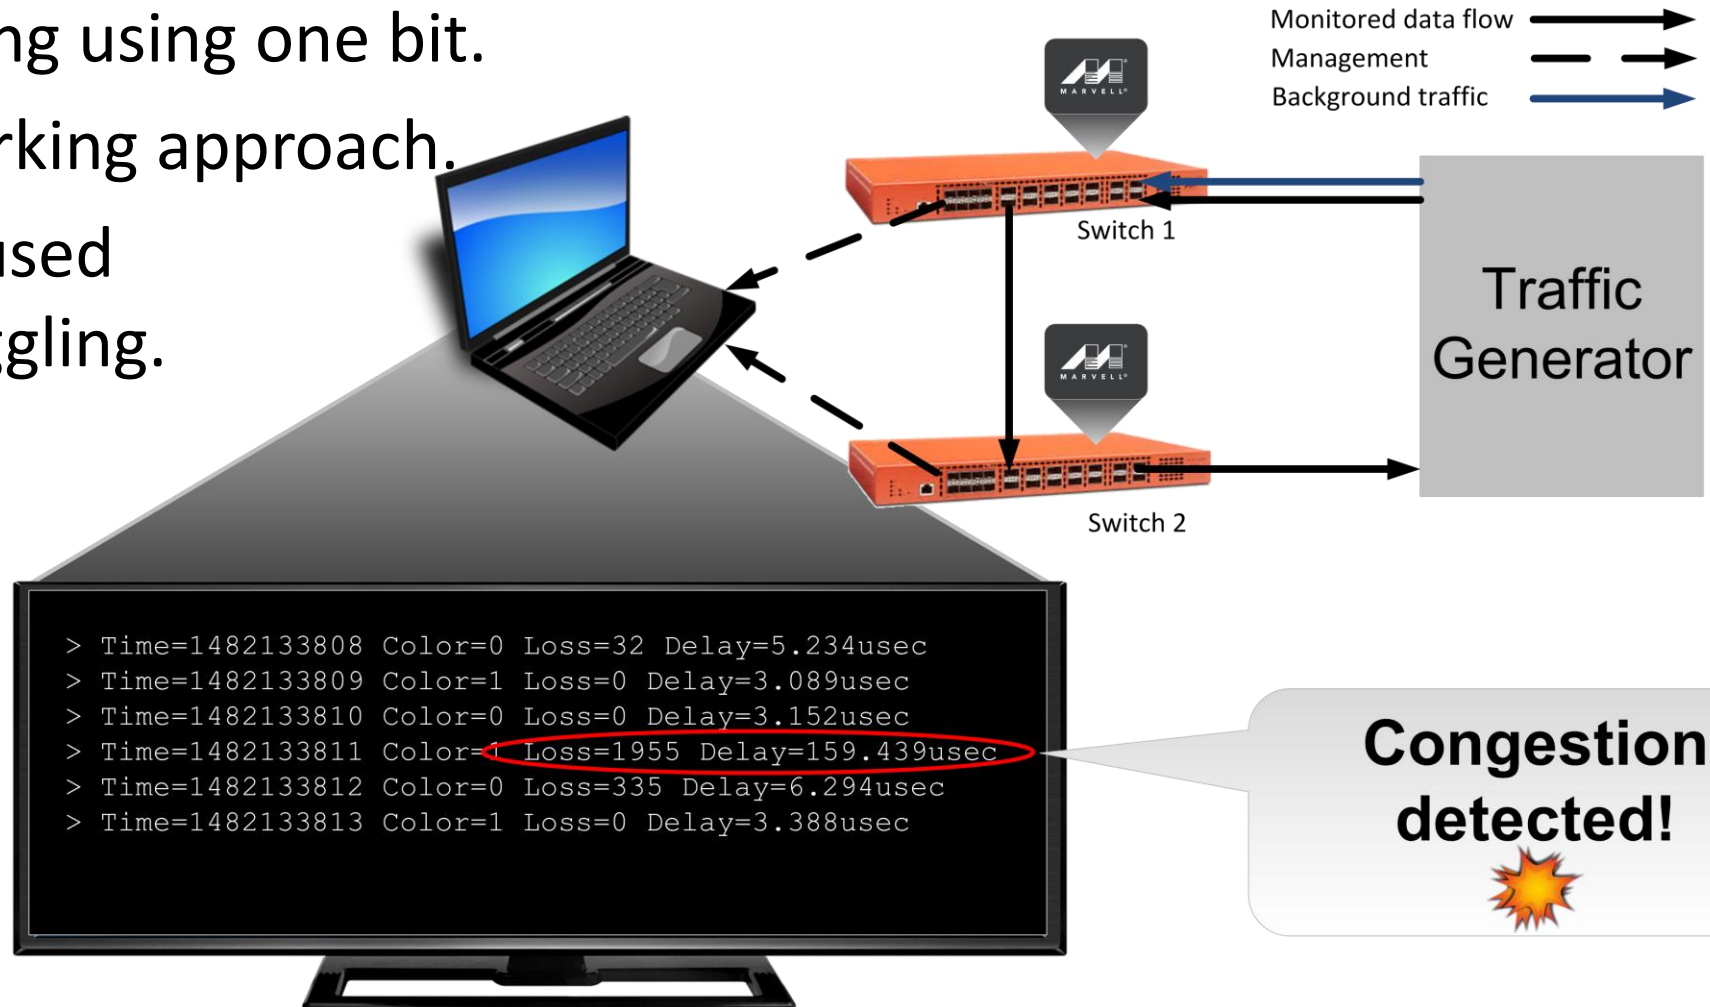 ng using one bit.
rking approach.
used
ggling.
Monitored data flow
Management
Background traffic
MARVELL®
Switch 1
Traffic
Generator
MARVELL®
Switch 2
> Time=1482133808 Color=0 Loss=32 Delay=5.234usec
> Time=1482133809 Color=1 Loss=0 Delay=3.089usec
> Time=1482133810 Color=0 Loss=0 Delay=3.152usec
> Time=1482133811 Color=1 Loss=1955 Delay=159.439usec
> Time=1482133812 Color=0 Loss=335 Delay=6.294usec
> Time=1482133813 Color=1 Loss=0 Delay=3.388usec
Congestion
detected!